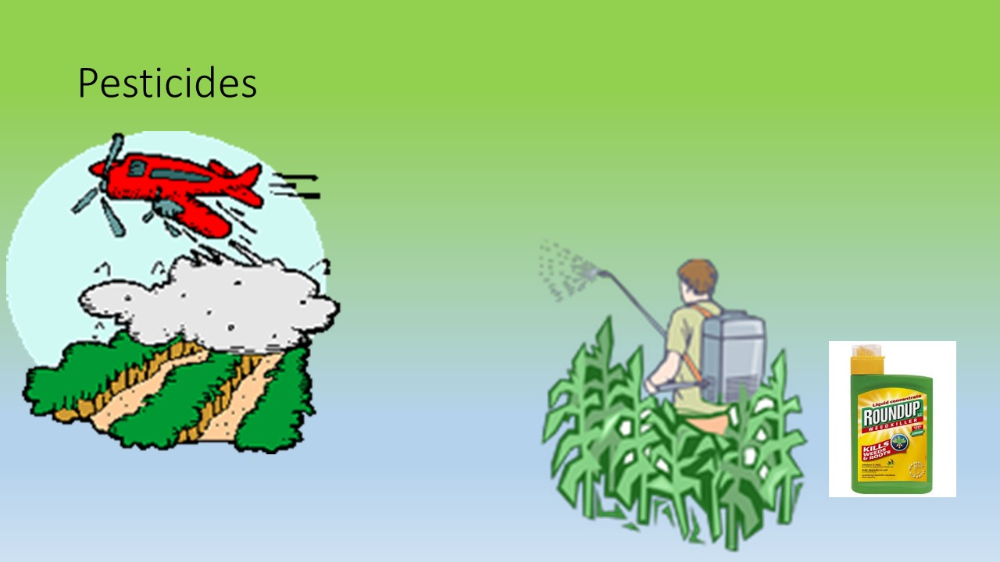 Pesticides
Liquid concentrate
ROUNDUP
WEEDKILLER
KILLS
WEEDS
& ROOTS